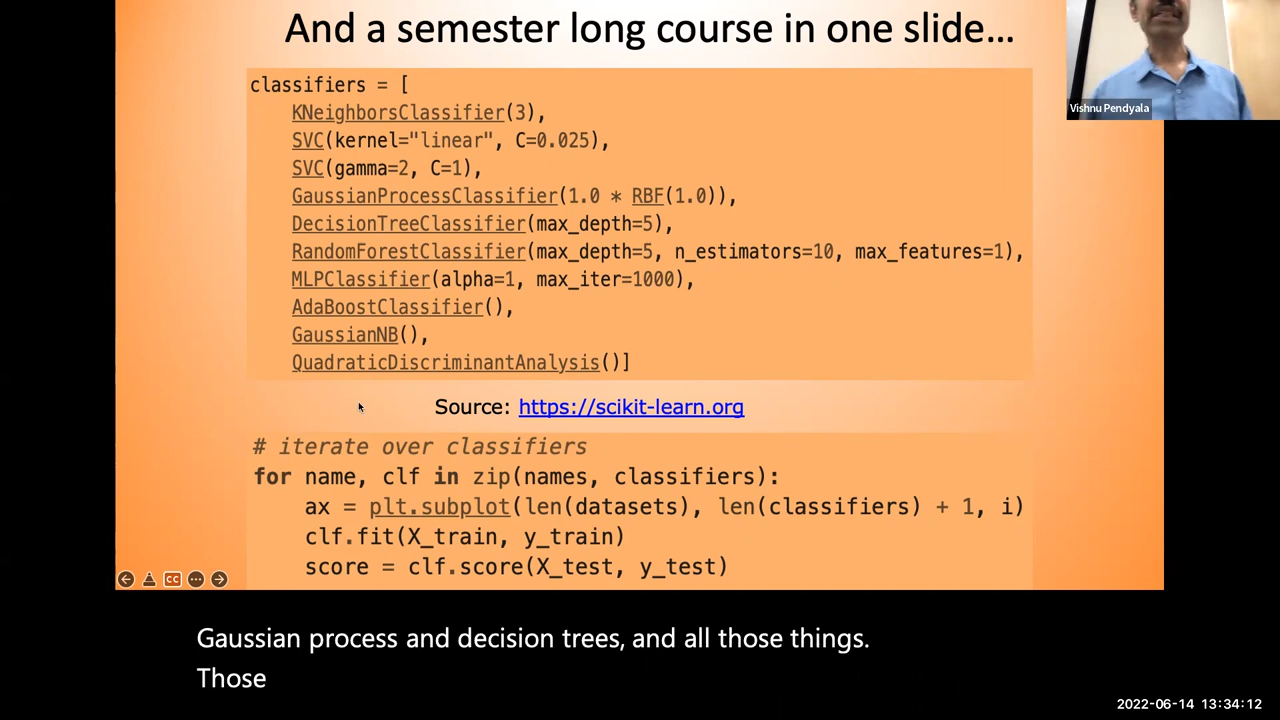 And a semester long course in one slide...
Vishnu Pendyala
classifiers = [
KNeighborsClassifier(3),
SVC(kernel="linear", C=0.025),
SVC(gamma=2, C=1),
GaussianProcessClassifier(1.0 * RBF(1.0)),
DecisionTreeClassifier(max_depth=5),
RandomForestClassifier(max_depth=5, n_estimators=10, max_features=1),
MLPClassifier(alpha=1, max_iter=1000),
AdaBoostClassifier(),
GaussianNB(),
QuadraticDiscriminantAnalysis()]
Source: https://scikit-learn.org
# iterate over classifiers
for name, clf in zip(names, classifiers):
ax = plt.subplot(len(datasets), len(classifiers) + 1, i)
clf.fit(X_train, y_train)
score = clf.score(X_test, y_test)
CC
Gaussian process and decision trees, and all those things.
Those
2022-06-14 13:34:12